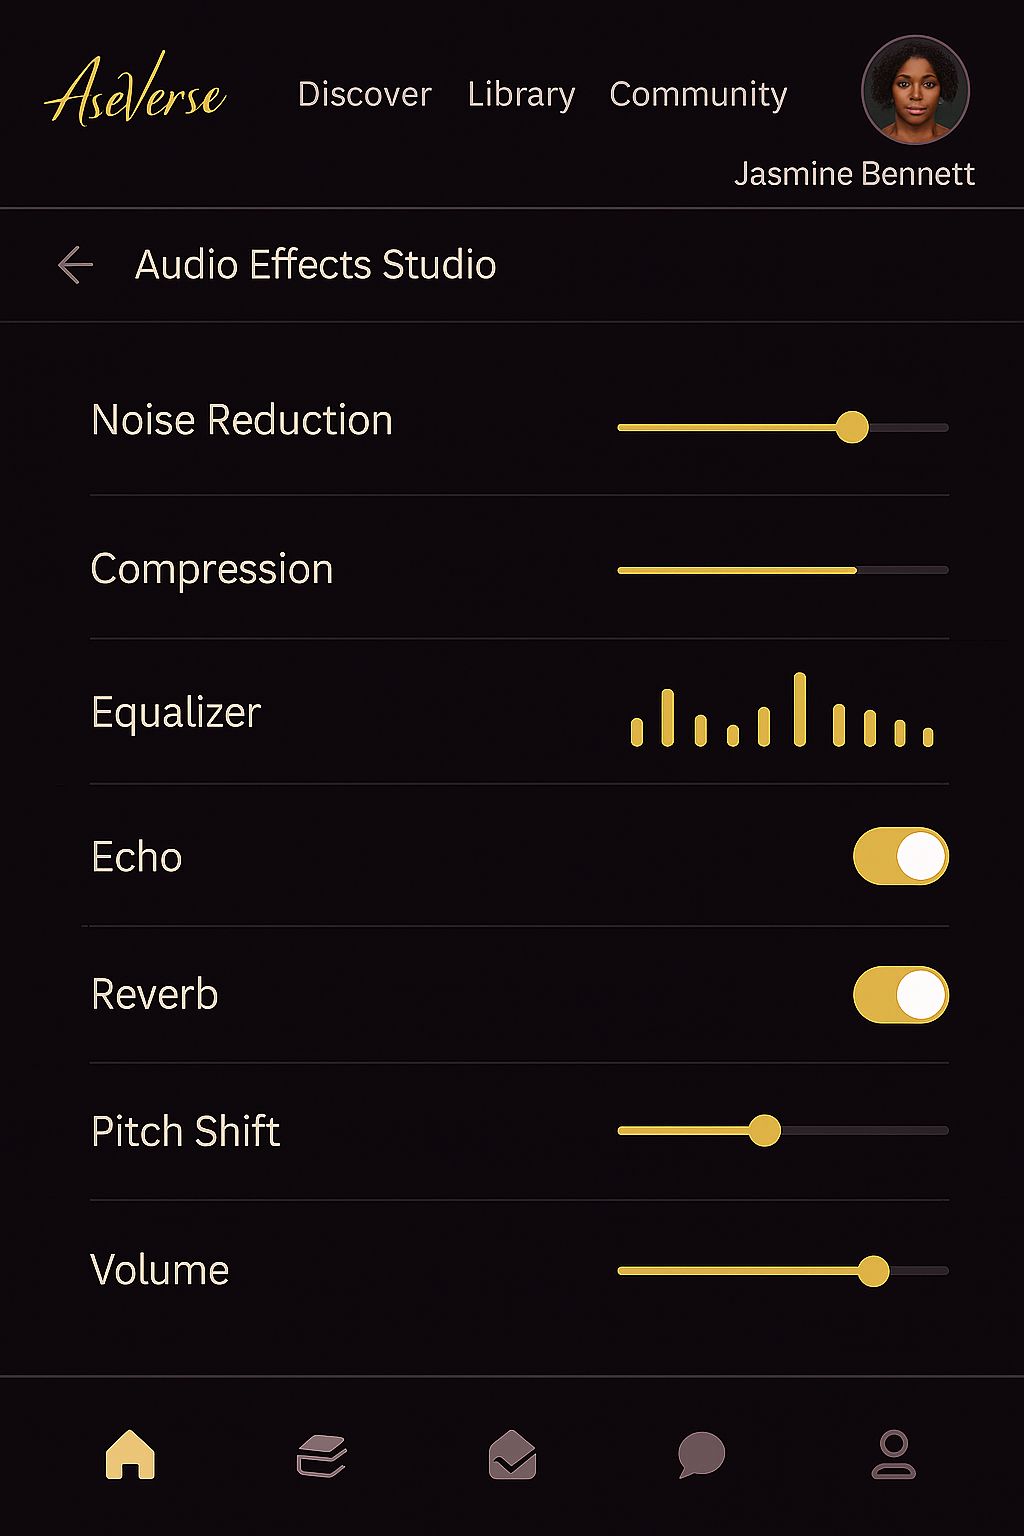 AseVerse Discover Library Community
Jasmine Bennett
Audio Effects Studio
Noise Reduction
Compression
Equalizer
Echo
Reverb
Pitch Shift
Volume